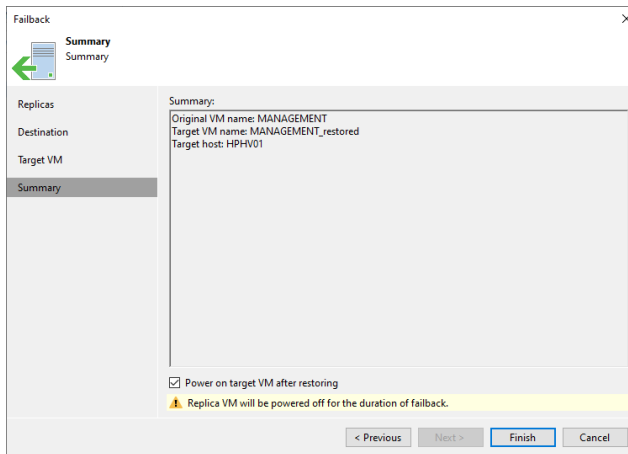 Failback
Summary
Summary
Replicas
Destination
Target VM
Summary
Summary:
Original VM name: MANAGEMENT
Target VM name: MANAGEMENT_restored
Target host: HPHV01
Power on target VM after restoring
Replica VM will be powered off for the duration of failback.
< Previous
Next >
Finish
Cancel